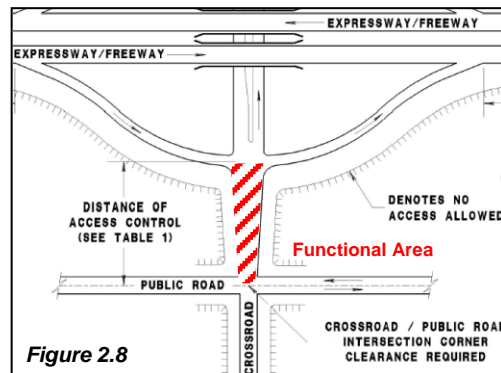 EXPRESSWAY/FREEWAY
EXPRESSWAY/FREEWAY
DISTANCE OF
ACCESS CONTROL
(SEE TABLE 1)
DENOTES NO
ACCESS ALLOWED
Functional Area
PUBLIC ROAD
CROSSROAD / PUBLIC ROAD
INTERSECTION CORNER
CLEARANCE REQUIRED
CROSSROAD
Figure 2.8